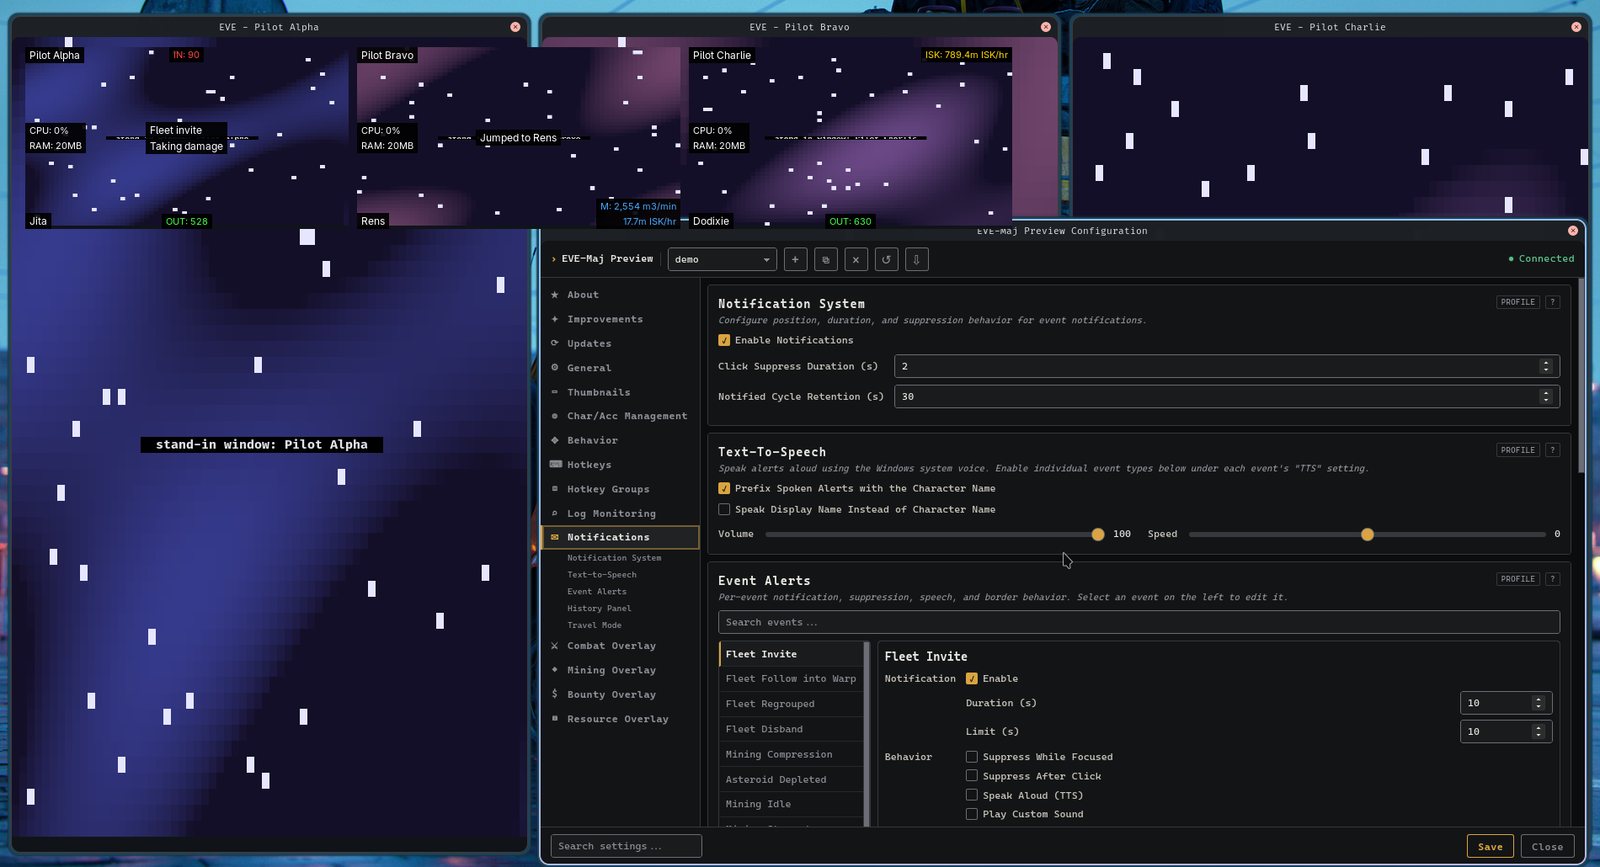 EVE - Pilot Alpha
EVE - Pilot Bravo
EVE - Pilot Charlie
Pilot Alpha
IN: 90
CPU: 0%
RAM: 20MB
Fleet invite
Taking damage
Jita
OUT: 528
Pilot Bravo
CPU: 0%
RAM: 20MB
Jumped to Rens
Rens
M: 2,554 m3/min
17.7m ISK/hr
Pilot Charlie
ISK: 789.4m ISK/hr
CPU: 0%
RAM: 20MB
Dodixie
OUT: 630
stand-in window: Pilot Alpha
EVE-Maj Preview Configuration
› EVE-Maj Preview
demo
Connected
About
Improvements
Updates
General
Thumbnails
Char/Acc Management
Behavior
Hotkeys
Hotkey Groups
Log Monitoring
Notifications
Notification System
Text-to-Speech
Event Alerts
History Panel
Travel Mode
Combat Overlay
Mining Overlay
Bounty Overlay
Resource Overlay
Search settings...
Notification System
PROFILE ?
Configure position, duration, and suppression behavior for event notifications.
Enable Notifications
Click Suppress Duration (s) 2
Notified Cycle Retention (s) 30
Text-To-Speech
PROFILE ?
Speak alerts aloud using the Windows system voice. Enable individual event types below under each event's "TTS" setting.
Prefix Spoken Alerts with the Character Name
Speak Display Name Instead of Character Name
Volume 100 Speed 0
Event Alerts
PROFILE ?
Per-event notification, suppression, speech, and border behavior. Select an event on the left to edit it.
Search events...
Fleet Invite
Fleet Follow into Warp
Fleet Regrouped
Fleet Disband
Mining Compression
Asteroid Depleted
Mining Idle
Fleet Invite
Notification Enable
Duration (s) 10
Limit (s) 10
Behavior Suppress While Focused
Suppress After Click
Speak Aloud (TTS)
Play Custom Sound
Save
Close